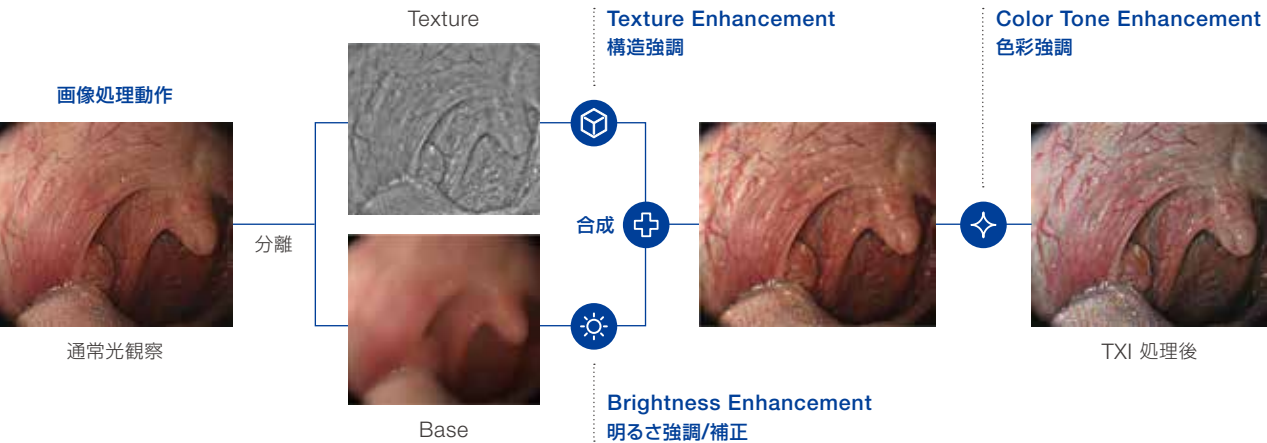 Texture
Texture Enhancement
構造強調
Color Tone Enhancement
色彩強調
画像処理動作
分離
合成
通常光観察
TXI 処理後
Base
Brightness Enhancement
明るさ強調/補正